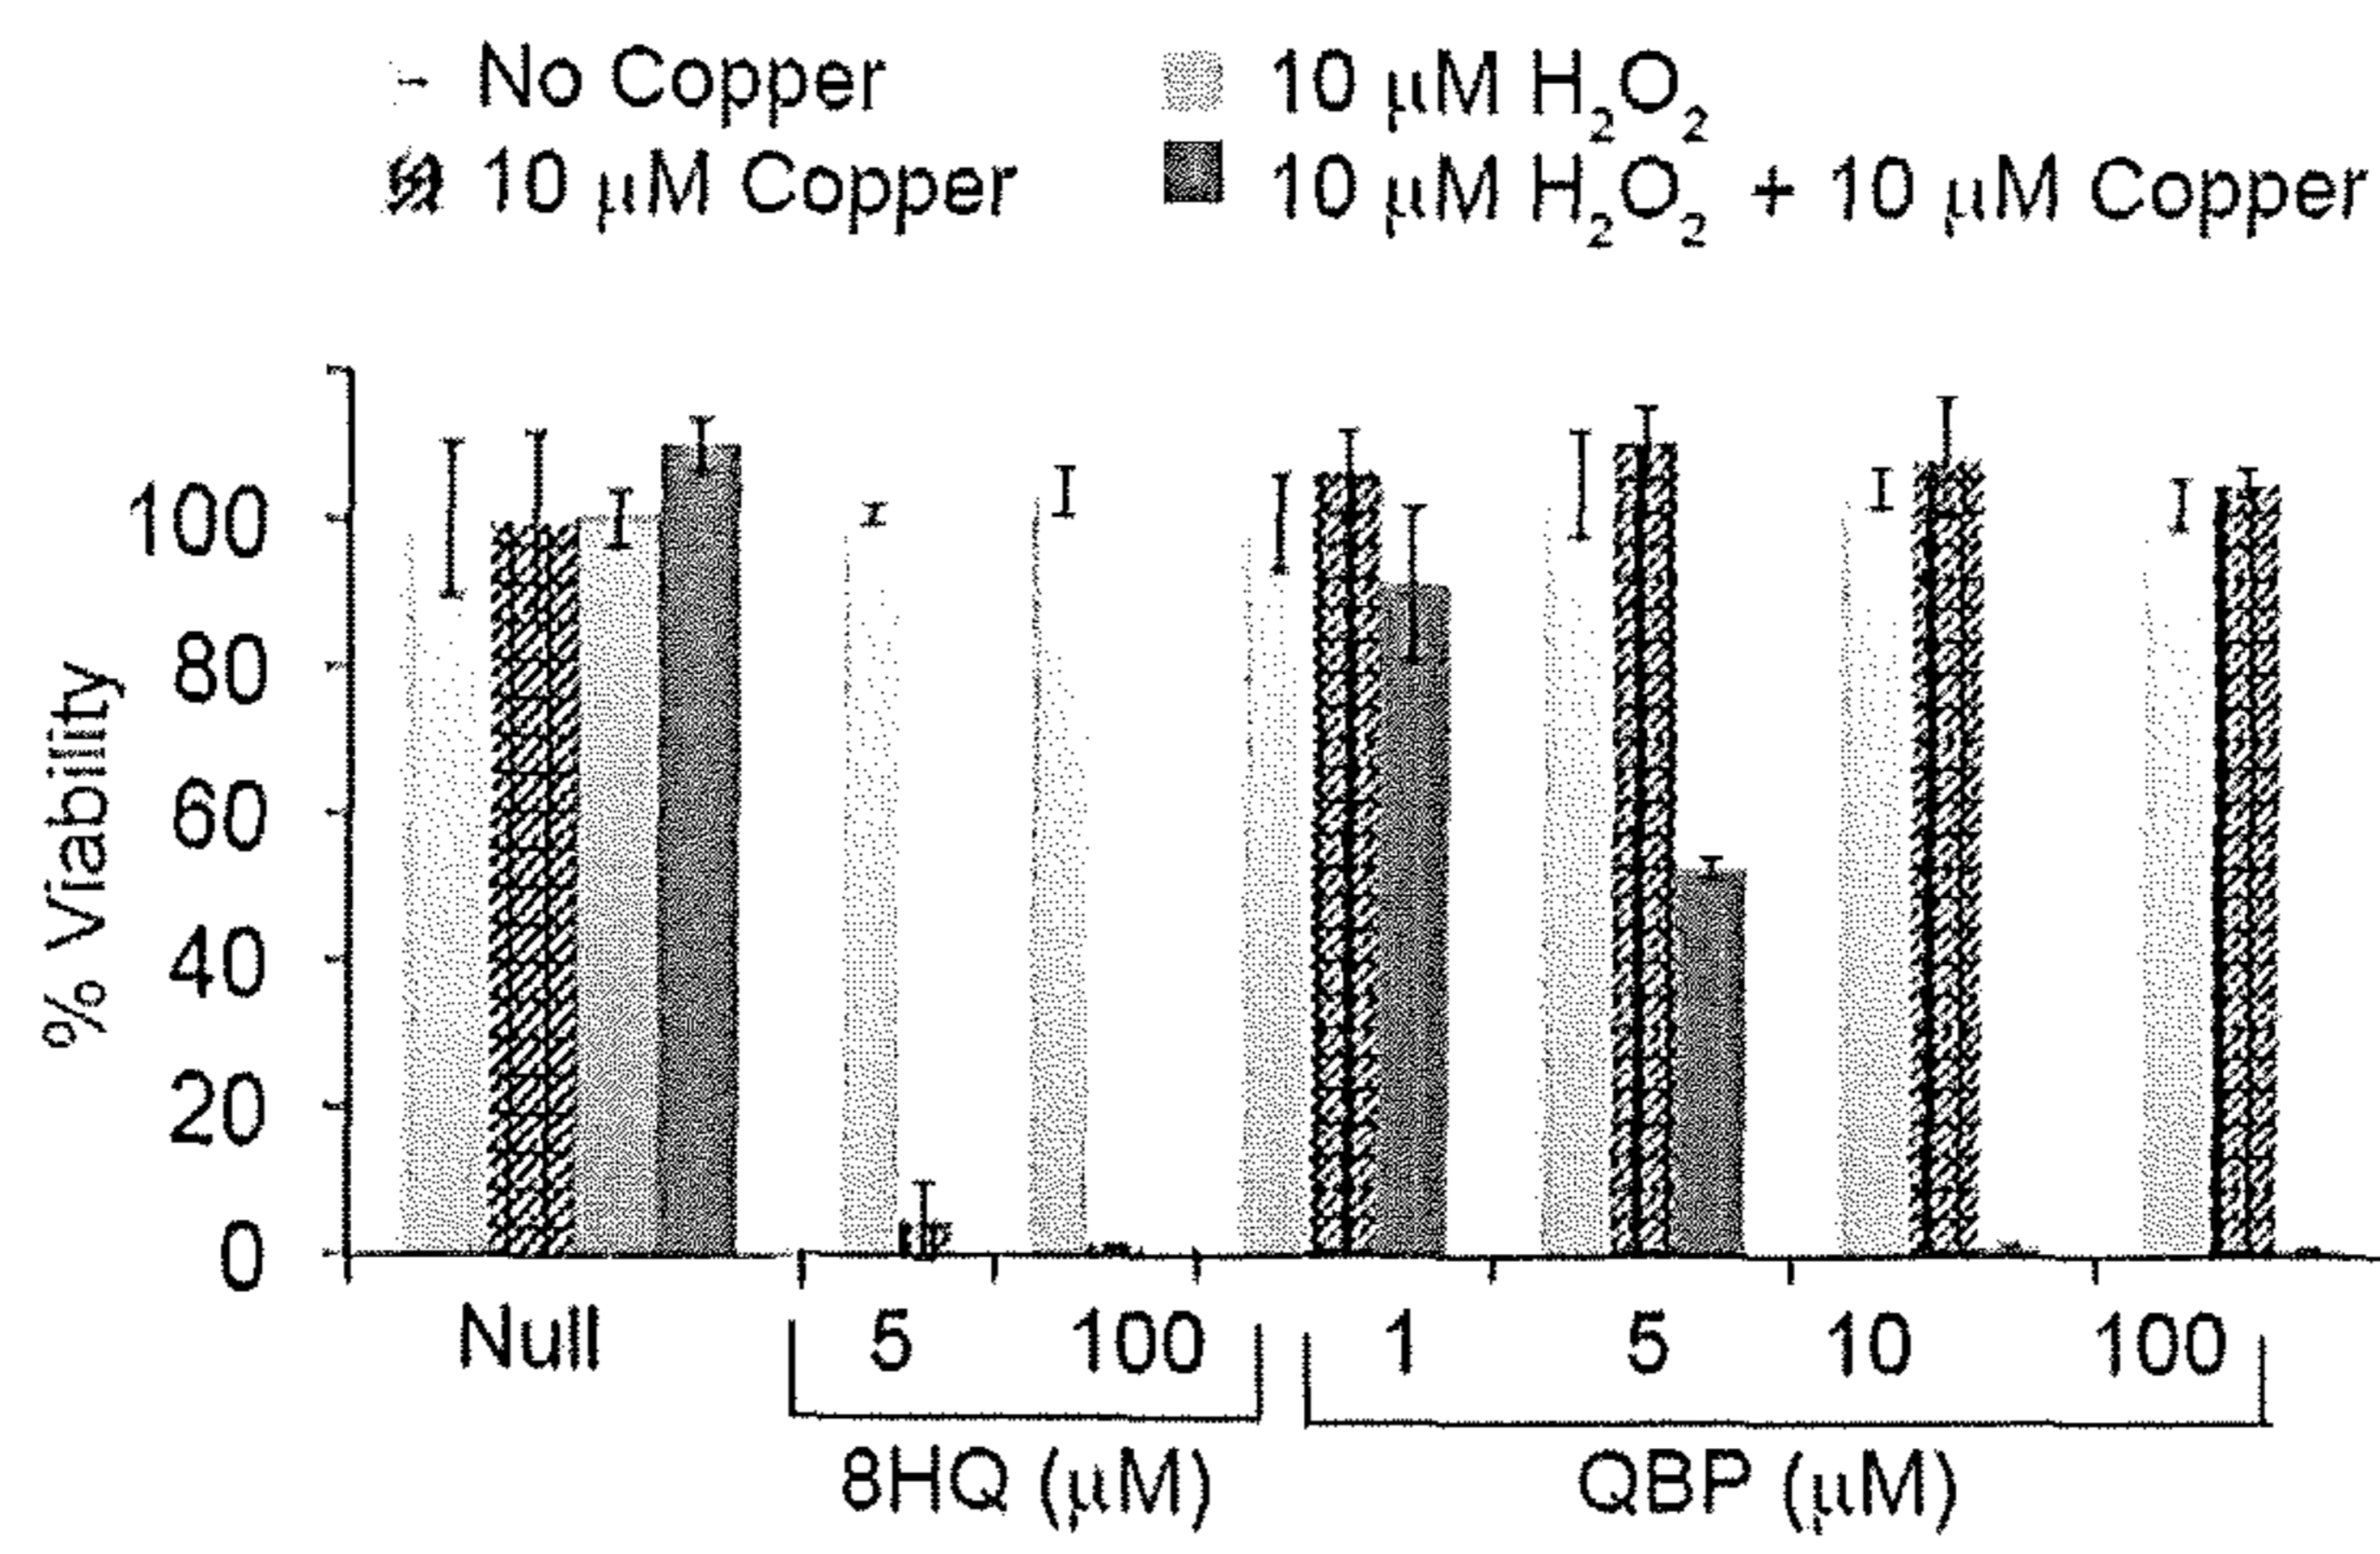 No Copper
10 μM H₂O₂
10 μM Copper
10 μM H₂O₂ + 10 μM Copper
% Viability
100
80
60
40
20
0
Null
5
100
1
5
10
100
8HQ (μM)
QBP (μM)